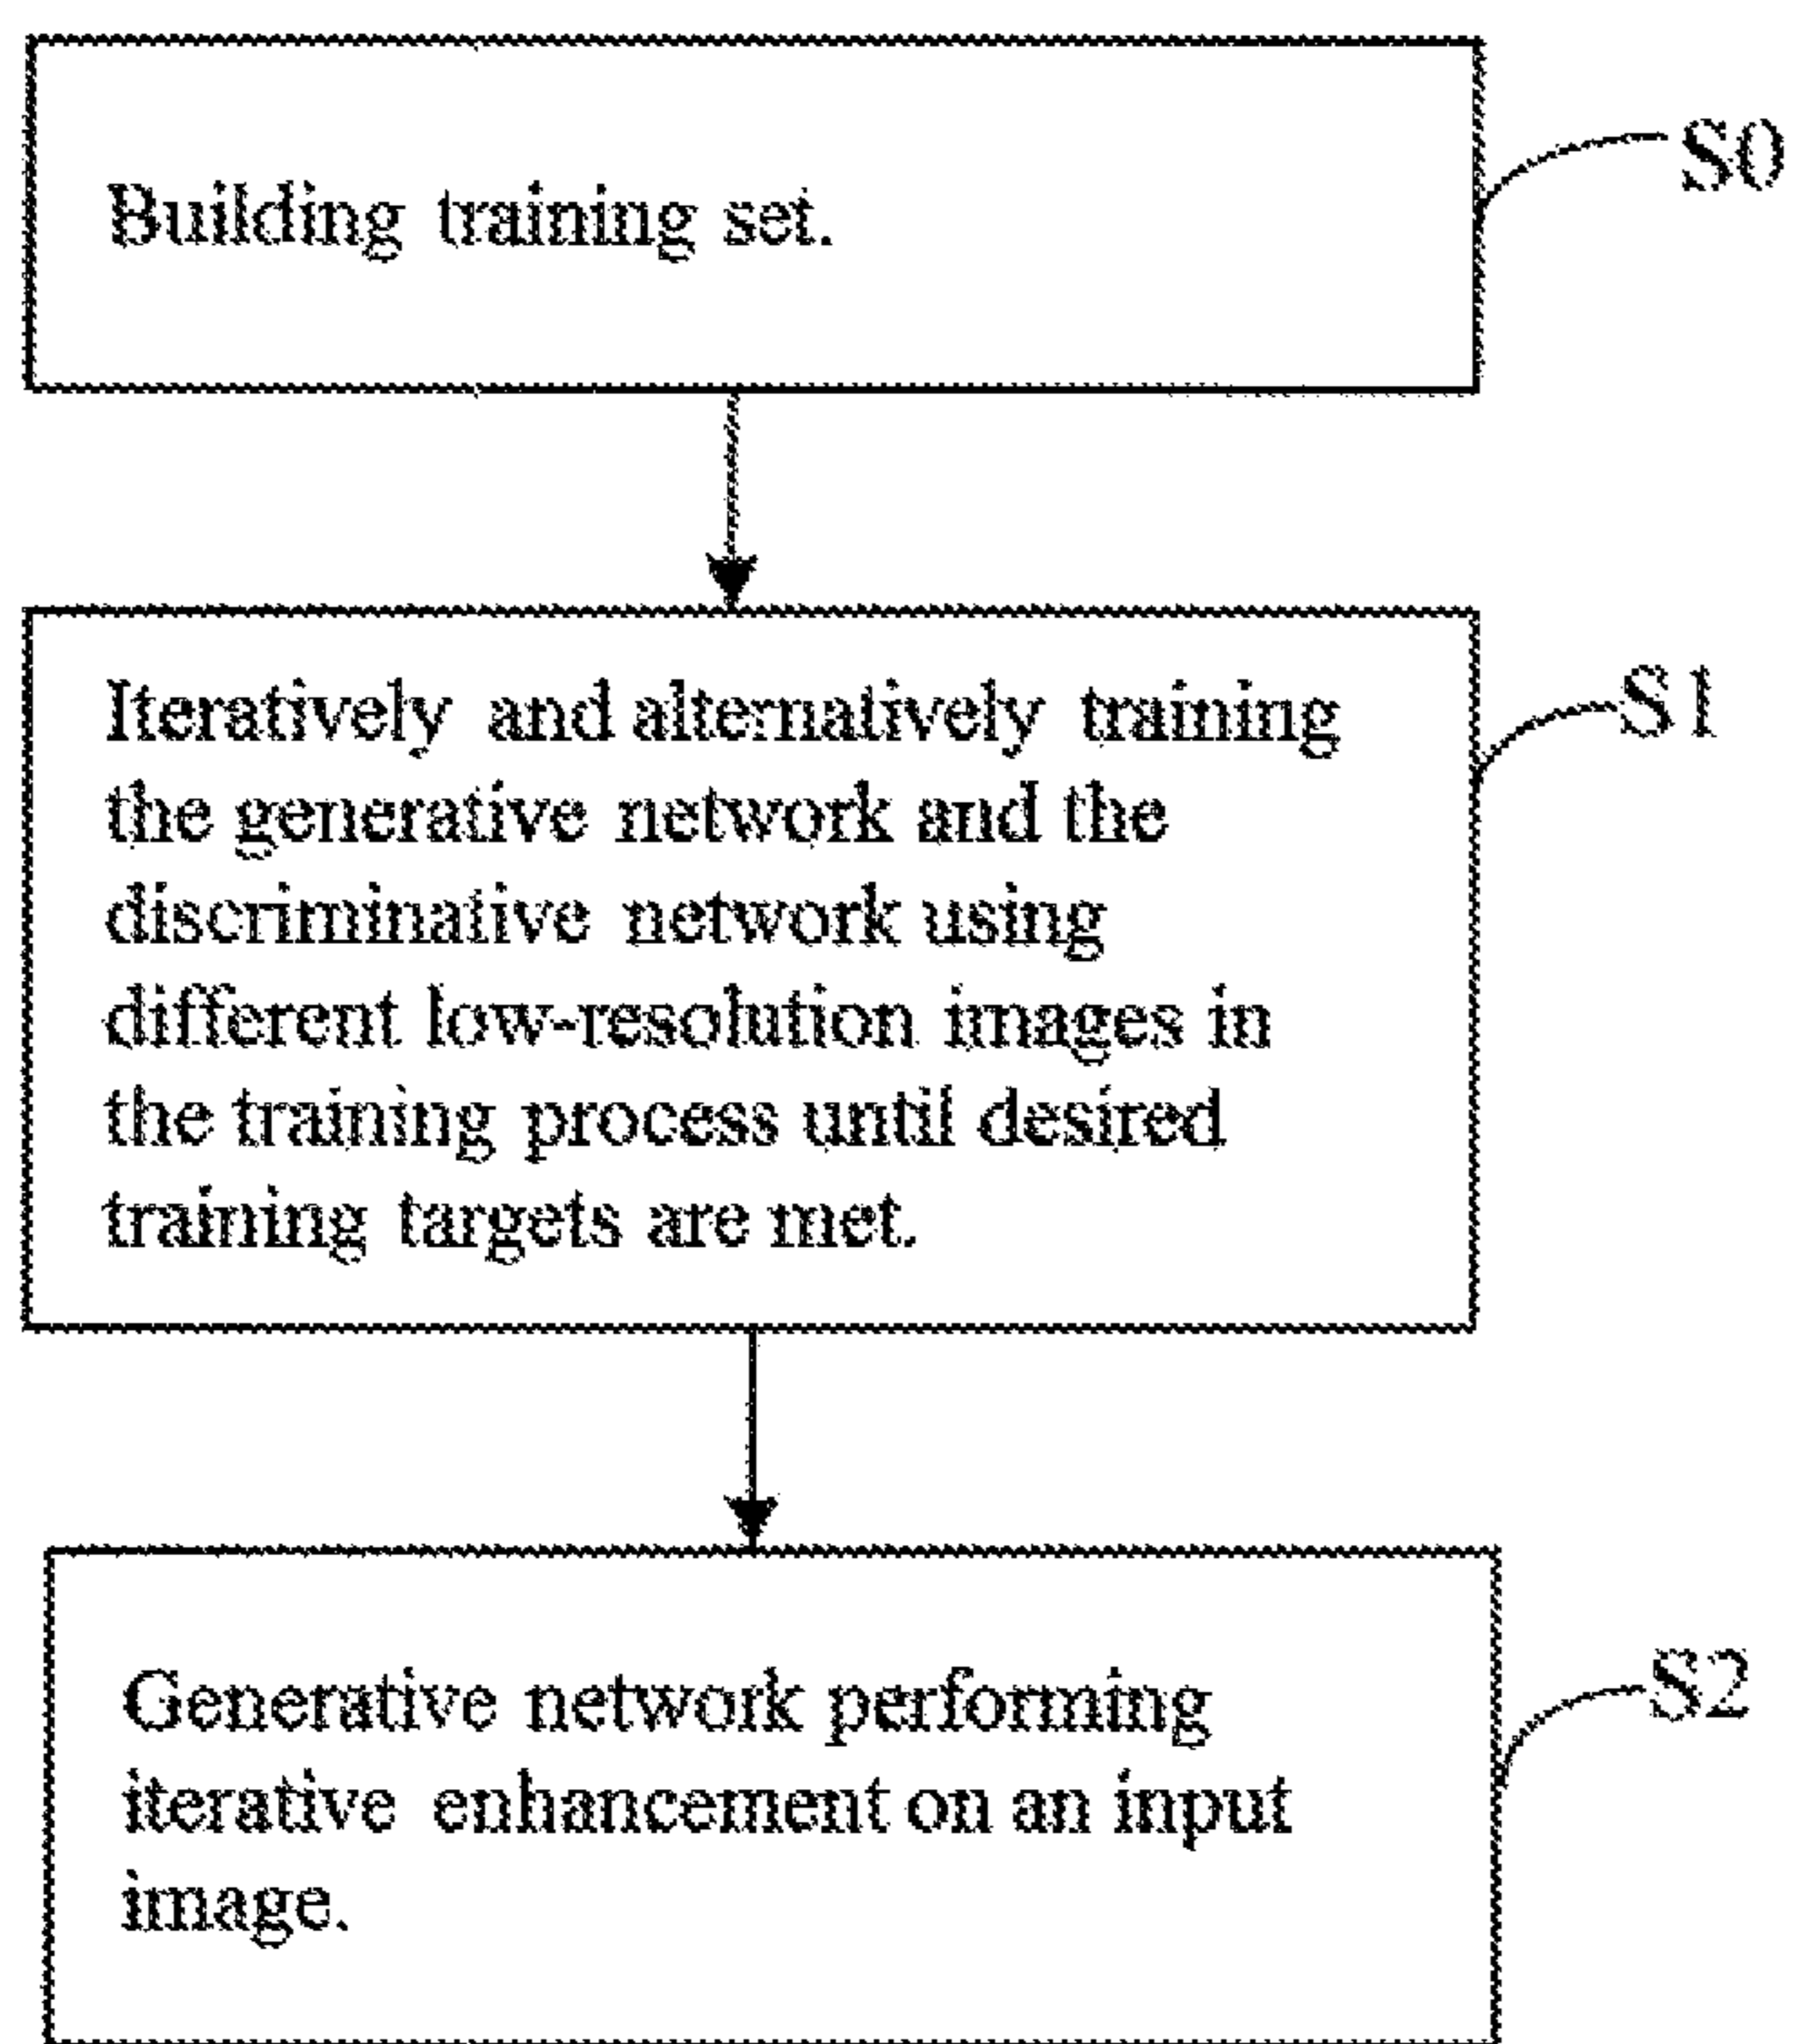 Building training set.
S0
Iteratively and alternatively training
the generative network and the
discriminative network using
different low-resolution images in
the training process until desired
training targets are met.
S1
Generative network performing
iterative enhancement on an input
image.
S2